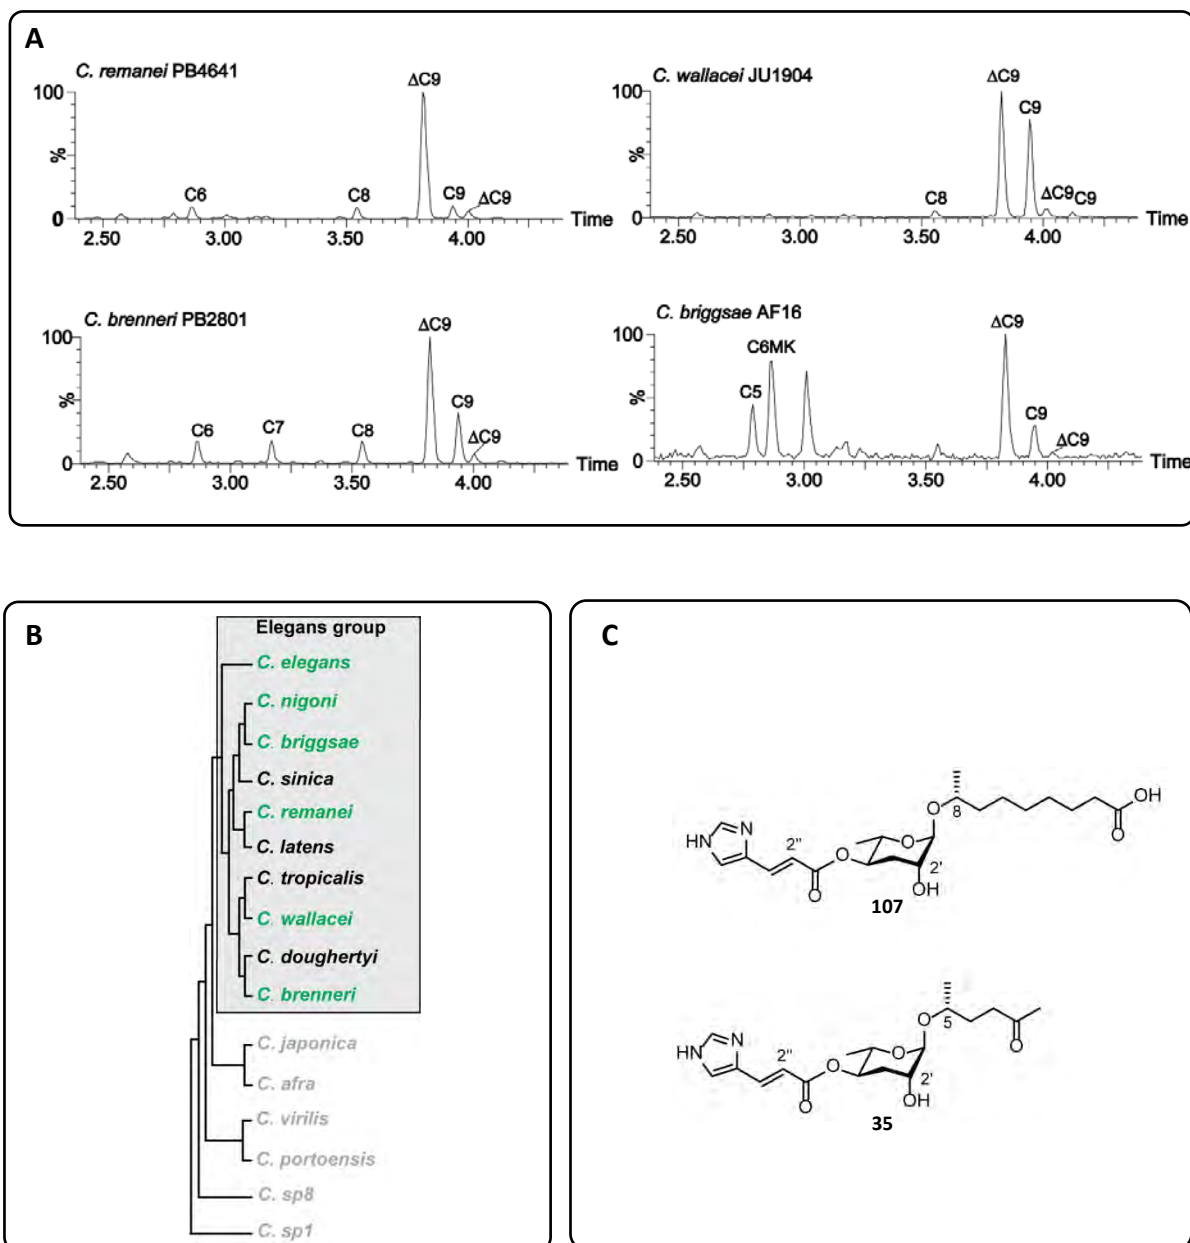 A
C. remanei PB4641
100
%
0
C6
C8
ΔC9
C9
ΔC9
2.50 3.00 3.50 4.00
Time
C. wallacei JU1904
100
%
0
C8
ΔC9
C9
ΔC9 C9
2.50 3.00 3.50 4.00
Time
C. brenneri PB2801
100
%
0
C6
C7
C8
ΔC9
C9
ΔC9
2.50 3.00 3.50 4.00
Time
C. briggsae AF16
100
%
0
C5
C6MK
ΔC9
C9
ΔC9
2.50 3.00 3.50 4.00
Time
B
Elegans group
C. elegans
C. nigoni
C. briggsae
C. sinica
C. remanei
C. latens
C. tropicalis
C. wallacei
C. doughertyi
C. brenneri
C. japonica
C. afra
C. virilis
C. portoensis
C. sp8
C. sp1
C
HN
N
2''
O
O
O
O
8
2'
OH
OH
O
107
HN
N
2''
O
O
O
O
5
2'
OH
O
35